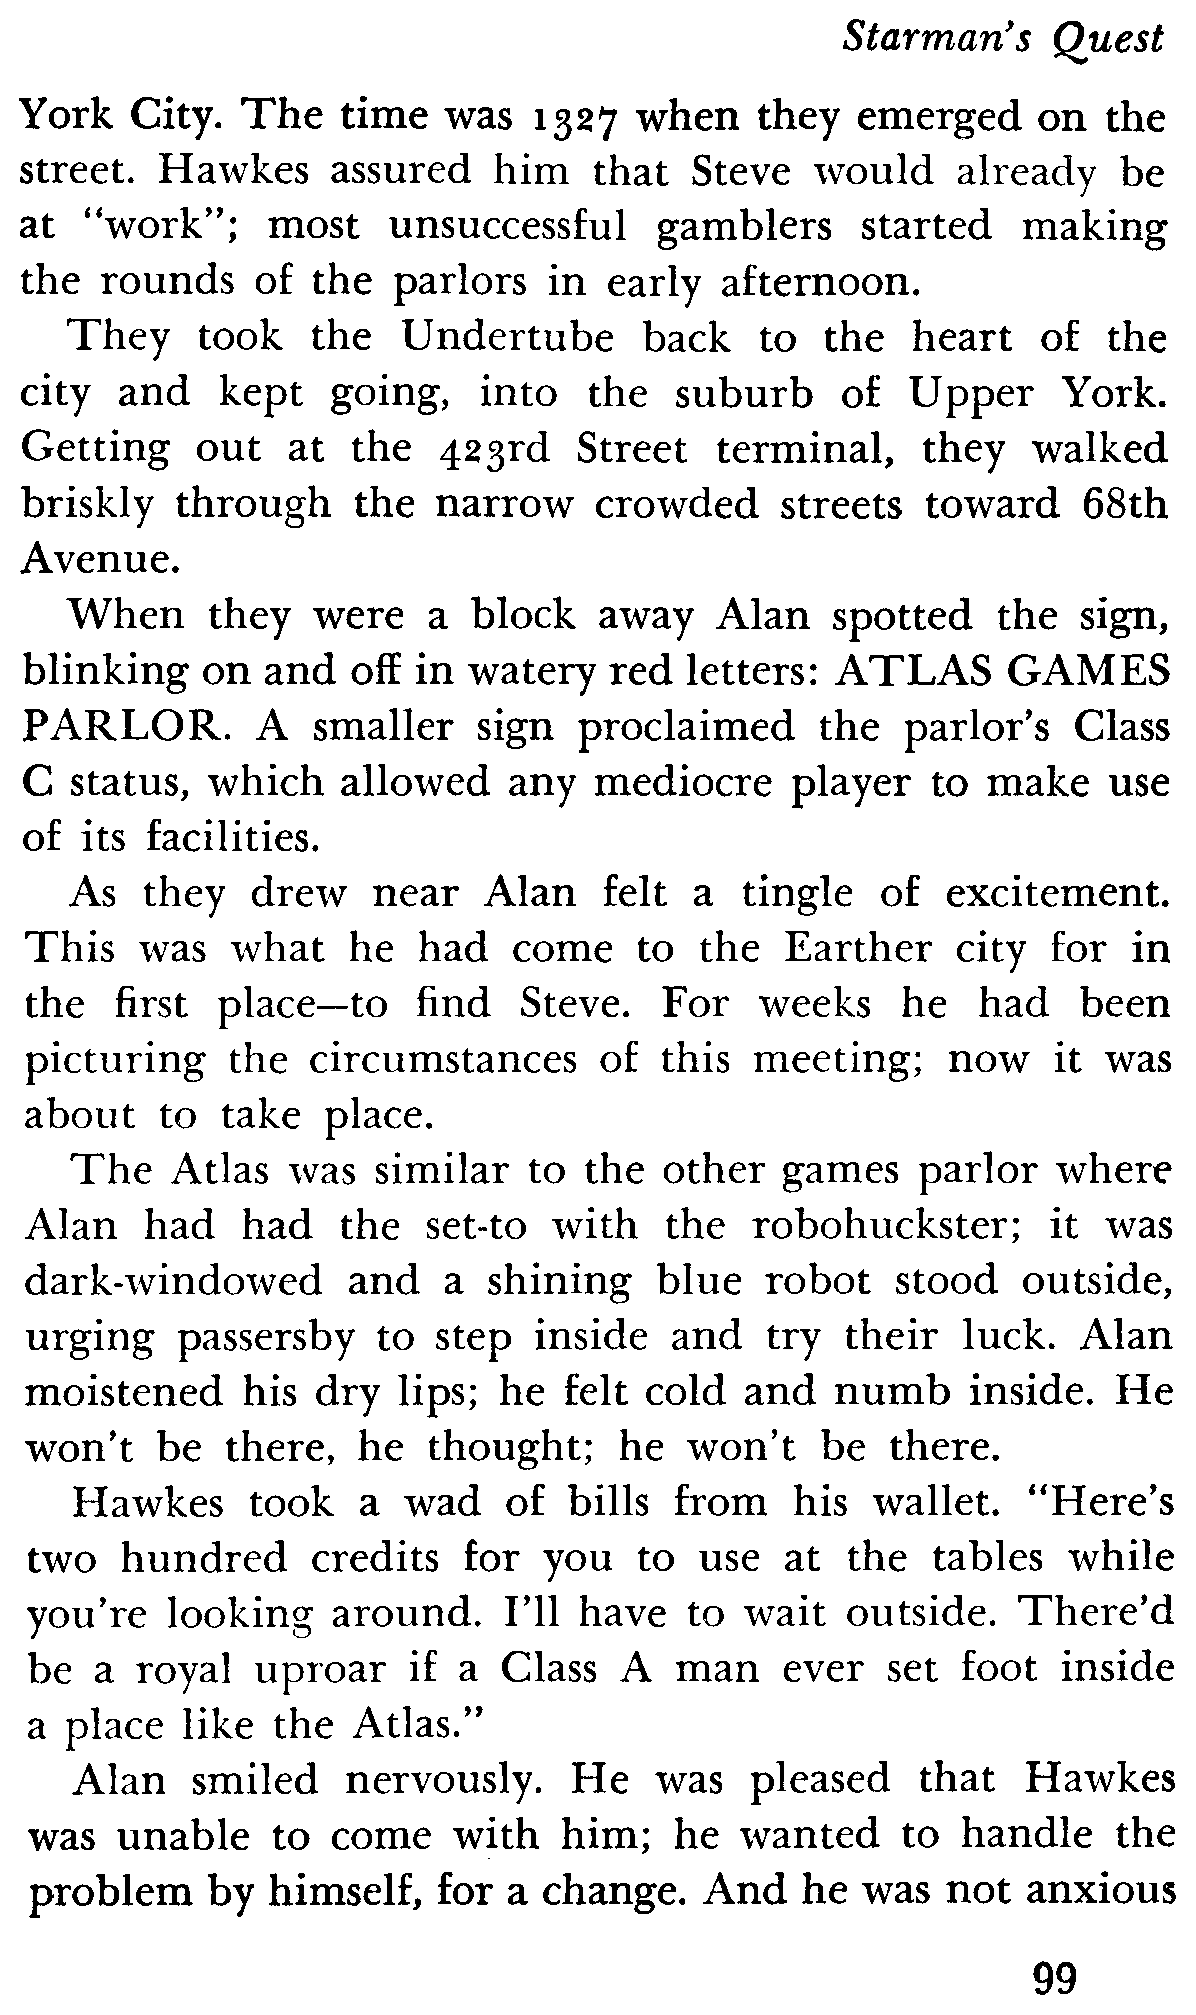 Starman's Quest
York City. The time was 1327 when they emerged on the
street. Hawkes assured him that Steve would already be
at "work"; most unsuccessful gamblers started making
the rounds of the parlors in early afternoon.
They took the Undertube back to the heart of the
city and kept going, into the suburb of Upper York.
Getting out at the 423rd Street terminal, they walked
briskly through the narrow crowded streets toward 68th
Avenue.
When they were a block away Alan spotted the sign,
blinking on and off in watery red letters: ATLAS GAMES
PARLOR. A smaller sign proclaimed the parlor's Class
C status, which allowed any mediocre player to make use
of its facilities.
As they drew near Alan felt a tingle of excitement.
This was what he had come to the Earther city for in
the first place—to find Steve. For weeks he had been
picturing the circumstances of this meeting; now it was
about to take place.
The Atlas was similar to the other games parlor where
Alan had had the set-to with the robohuckster; it was
dark-windowed and a shining blue robot stood outside,
urging passersby to step inside and try their luck. Alan
moistened his dry lips; he felt cold and numb inside. He
won't be there, he thought; he won't be there.
Hawkes took a wad of bills from his wallet. "Here's
two hundred credits for you to use at the tables while
you're looking around. I'll have to wait outside. There'd
be a royal uproar if a Class A man ever set foot inside
a place like the Atlas."
Alan smiled nervously. He was pleased that Hawkes
was unable to come with him; he wanted to handle the
problem by himself, for a change. And he was not anxious
99